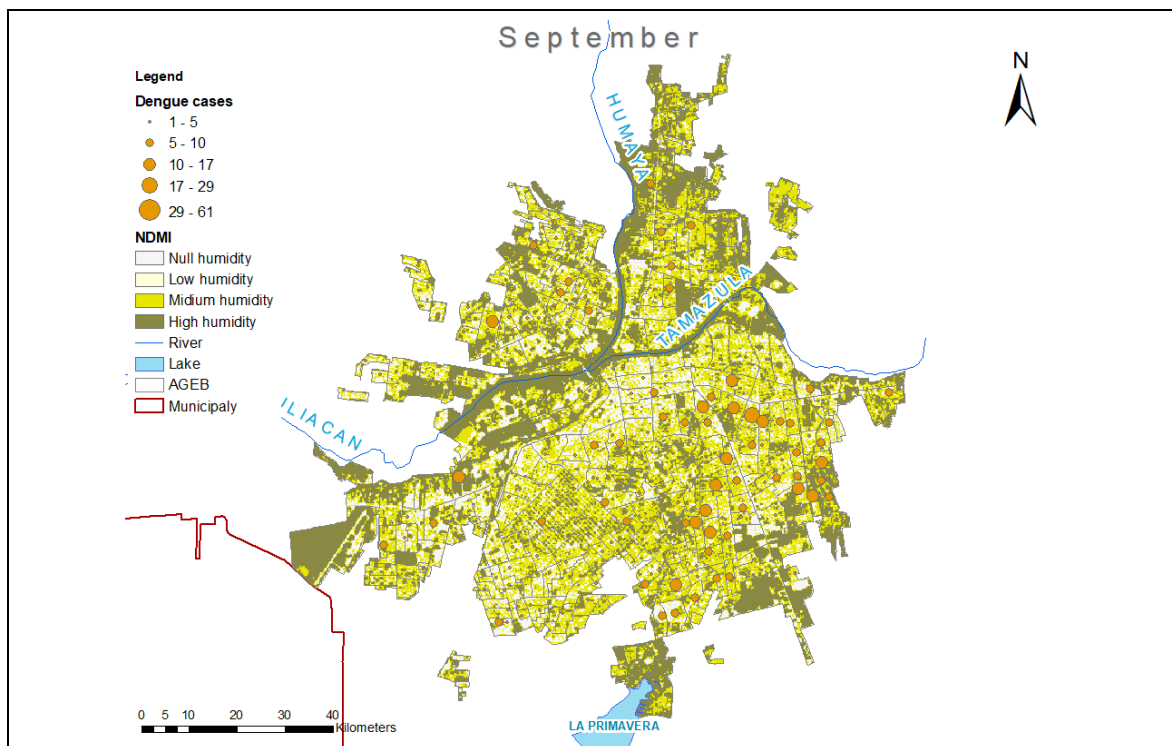 September
N
Legend
Dengue cases
1 - 5
5 - 10
10 - 17
17 - 29
29 - 61
NDMI
Null humidity
Low humidity
Midium humidity
High humidity
River
Lake
AGEB
Municipaly
HUMAYA
TAMAZULA
ILIACAN
LA PRIMAVERA
0 5 10 20 30 40
Kilometers